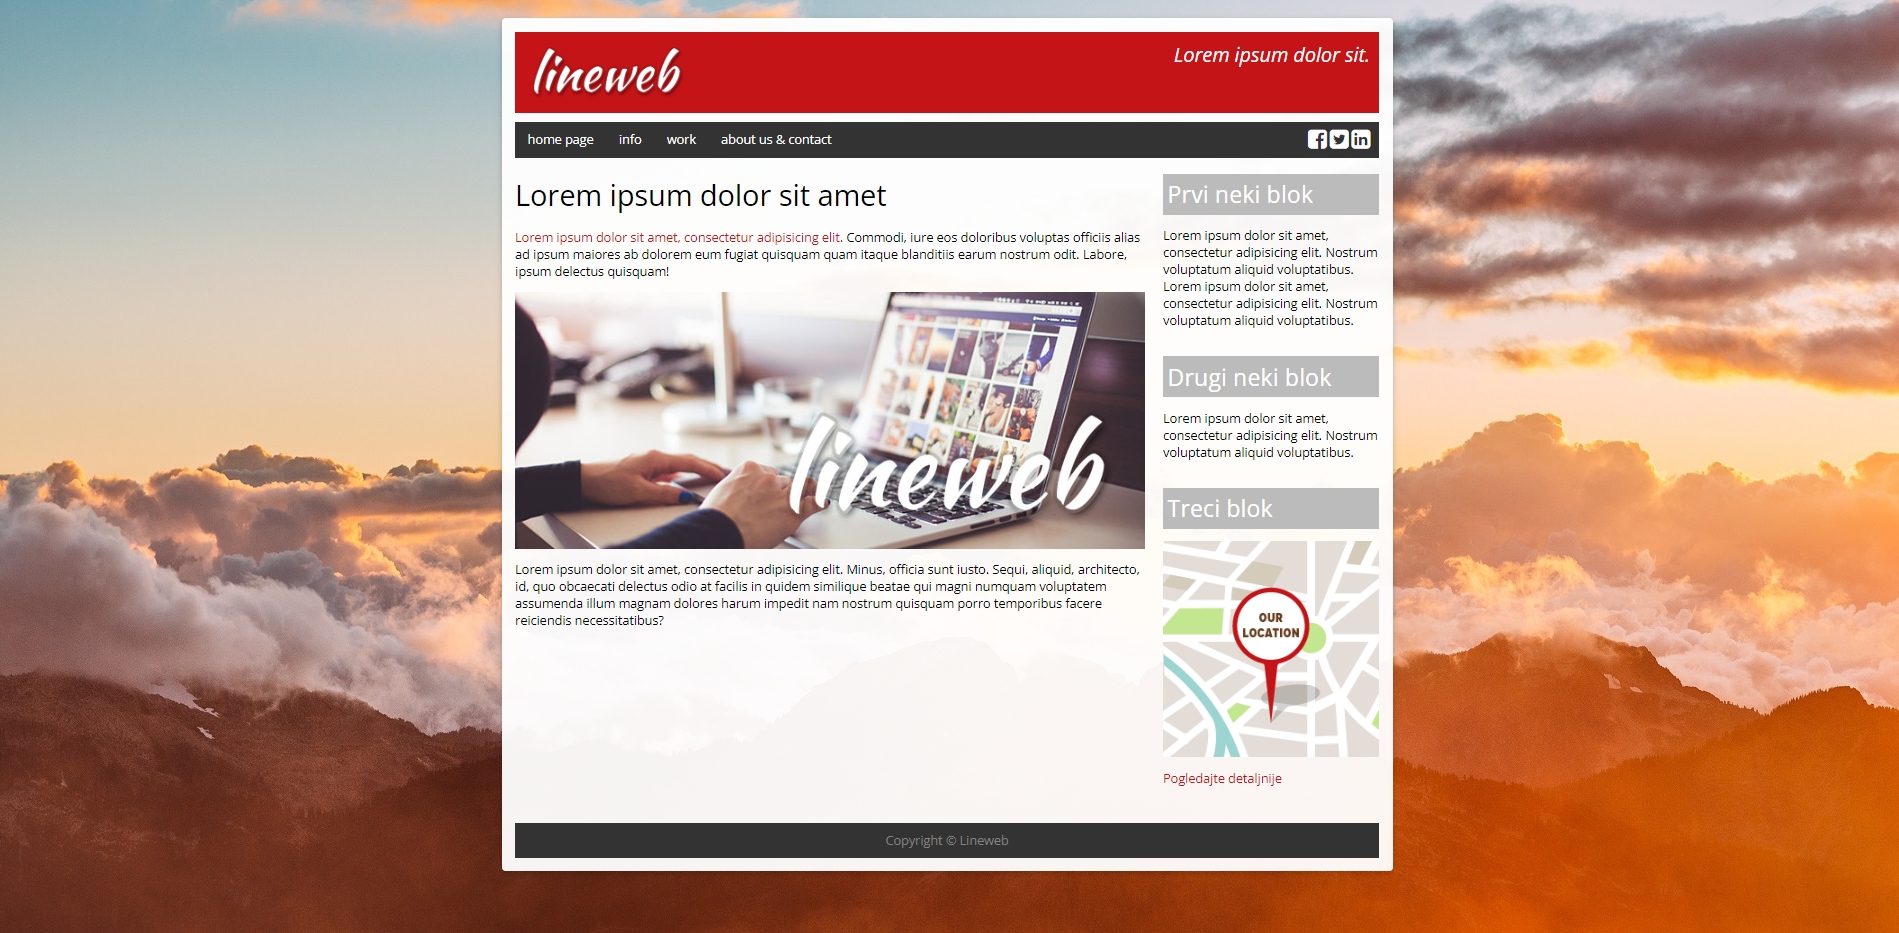 lineweb
Lorem ipsum dolor sit.
home page info work about us & contact
Lorem ipsum dolor sit amet
Lorem ipsum dolor sit amet, consectetur adipisicing elit. Commodi, iure eos doloribus voluptas officiis alias
ad ipsum maiores ab dolorem eum fugiat quisquam quam itaque blanditiis earum nostrum odit. Labore,
ipsum delectus quisquam!
lineweb
Lorem ipsum dolor sit amet, consectetur adipisicing elit. Minus, officia sunt iusto. Sequi, aliquid, architecto,
id, quo obcaecati delectus odio at facilis in quidem similique beatae qui magni numquam voluptatem
assumenda illum magnam dolores harum impedit nam nostrum quisquam porro temporibus facere
reiciendis necessitatibus?
Prvi neki blok
Lorem ipsum dolor sit amet,
consectetur adipisicing elit. Nostrum
voluptatum aliquid voluptatibus.
Lorem ipsum dolor sit amet,
consectetur adipisicing elit. Nostrum
voluptatum aliquid voluptatibus.
Drugi neki blok
Lorem ipsum dolor sit amet,
consectetur adipisicing elit. Nostrum
voluptatum aliquid voluptatibus.
Treci blok
OUR
LOCATION
Pogledajte detaljnije
Copyright © Lineweb